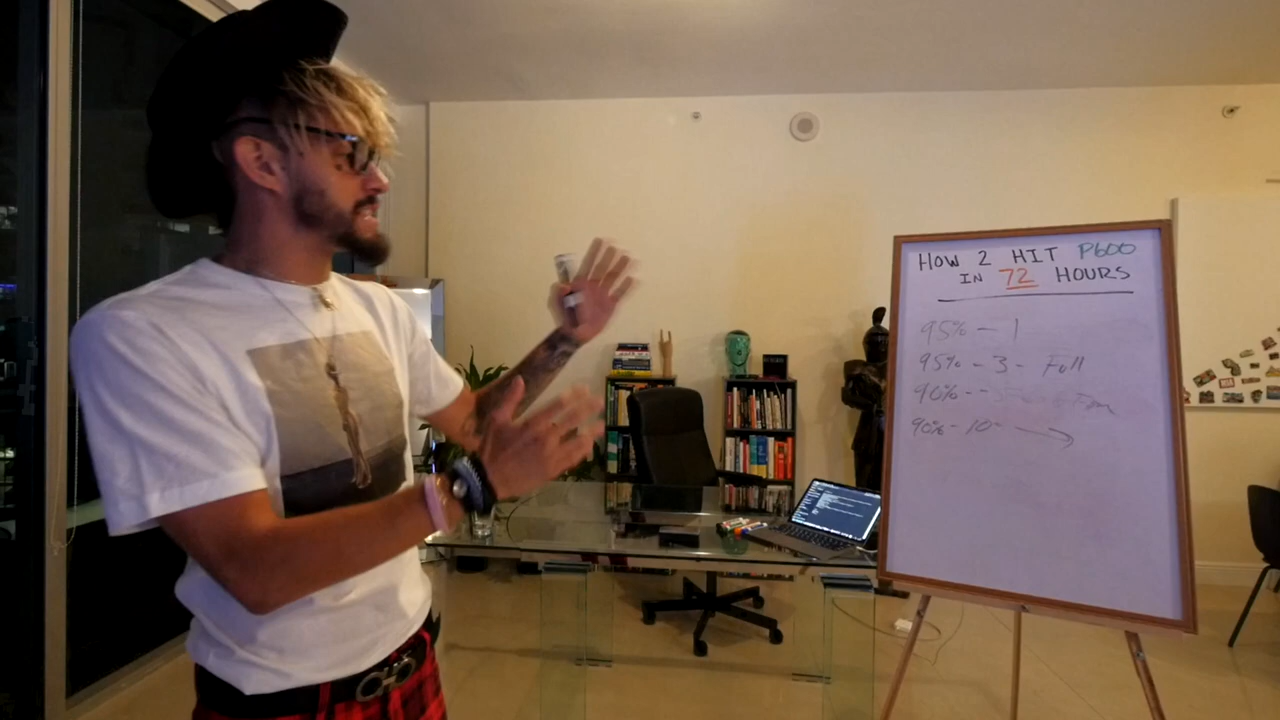 HOW 2 HIT P600
IN 72 HOURS
95% - 1
95% - 3 - Full
90% -
90% - 10 - →